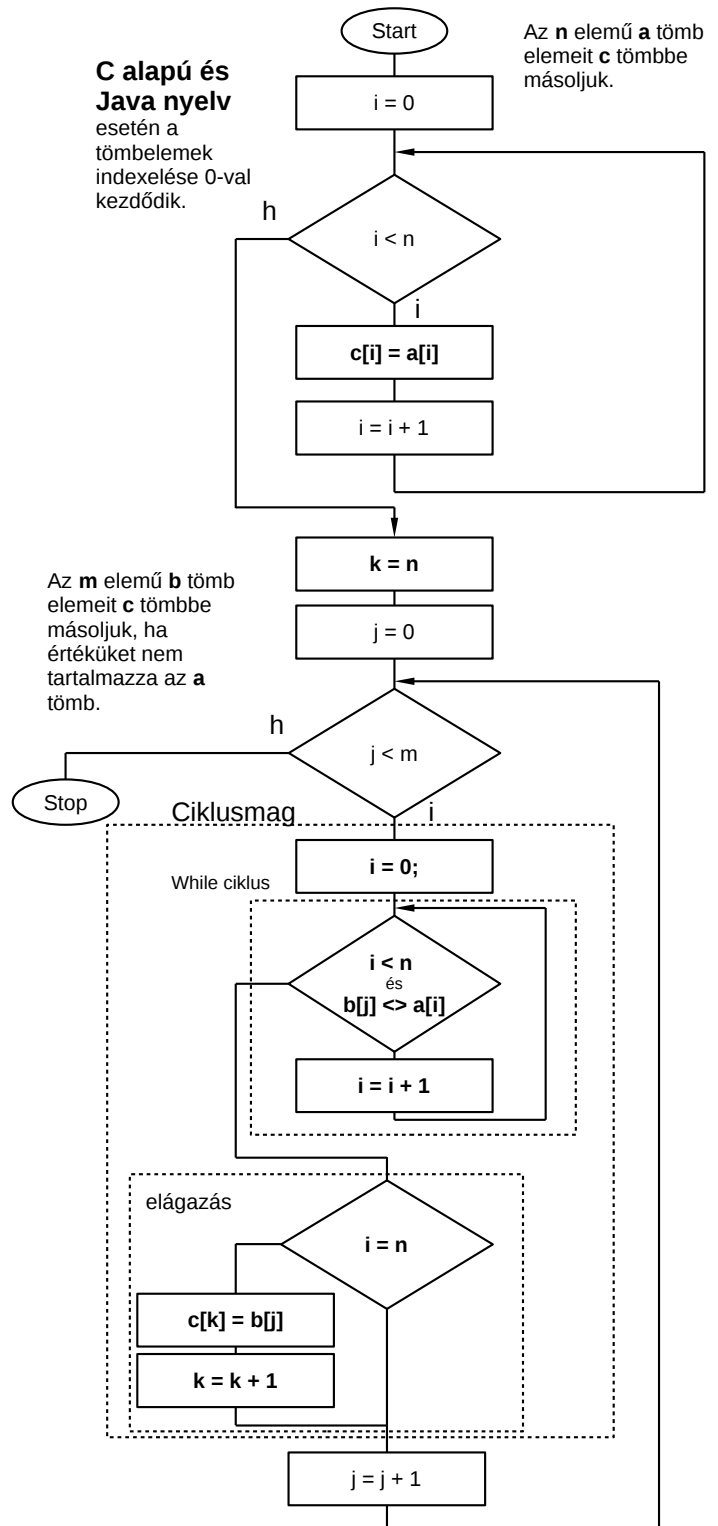 Start
Az n elemű a tömb
elemeit c tömbbe
másoljuk.
C alapú és
Java nyelv
esetén a
tömbelemek
indexelése 0-val
kezdődik.
i = 0
h
i < n
i
c[i] = a[i]
i = i + 1
k = n
Az m elemű b tömb
elemeit c tömbbe
másoljuk, ha
értéküket nem
tartalmazza az a
tömb.
j = 0
h
j < m
Stop
Ciklusmag
i
i = 0;
While ciklus
i < n
és
b[j] <> a[i]
i = i + 1
elágazás
i = n
c[k] = b[j]
k = k + 1
j = j + 1